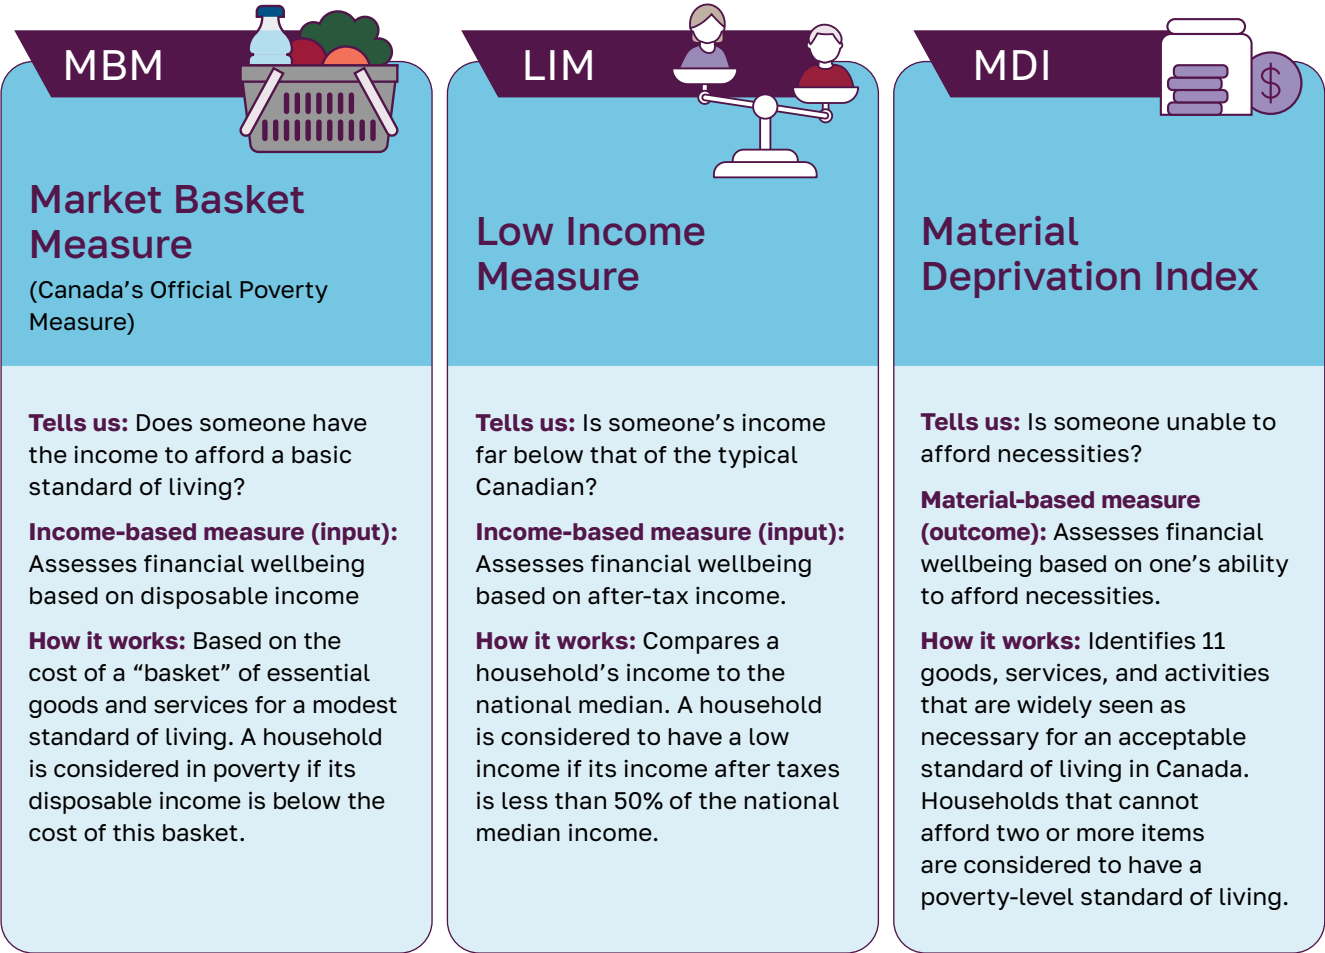 MBM
Market Basket
Measure
(Canada’s Official Poverty
Measure)
Tells us: Does someone have
the income to afford a basic
standard of living?
Income-based measure (input):
Assesses financial wellbeing
based on disposable income
How it works: Based on the
cost of a “basket” of essential
goods and services for a modest
standard of living. A household
is considered in poverty if its
disposable income is below the
cost of this basket.
LIM
Low Income
Measure
Tells us: Is someone’s income
far below that of the typical
Canadian?
Income-based measure (input):
Assesses financial wellbeing
based on after-tax income.
How it works: Compares a
household’s income to the
national median. A household
is considered to have a low
income if its income after taxes
is less than 50% of the national
median income.
MDI
$
Material
Deprivation Index
Tells us: Is someone unable to
afford necessities?
Material-based measure
(outcome): Assesses financial
wellbeing based on one’s ability
to afford necessities.
How it works: Identifies 11
goods, services, and activities
that are widely seen as
necessary for an acceptable
standard of living in Canada.
Households that cannot
afford two or more items
are considered to have a
poverty-level standard of living.